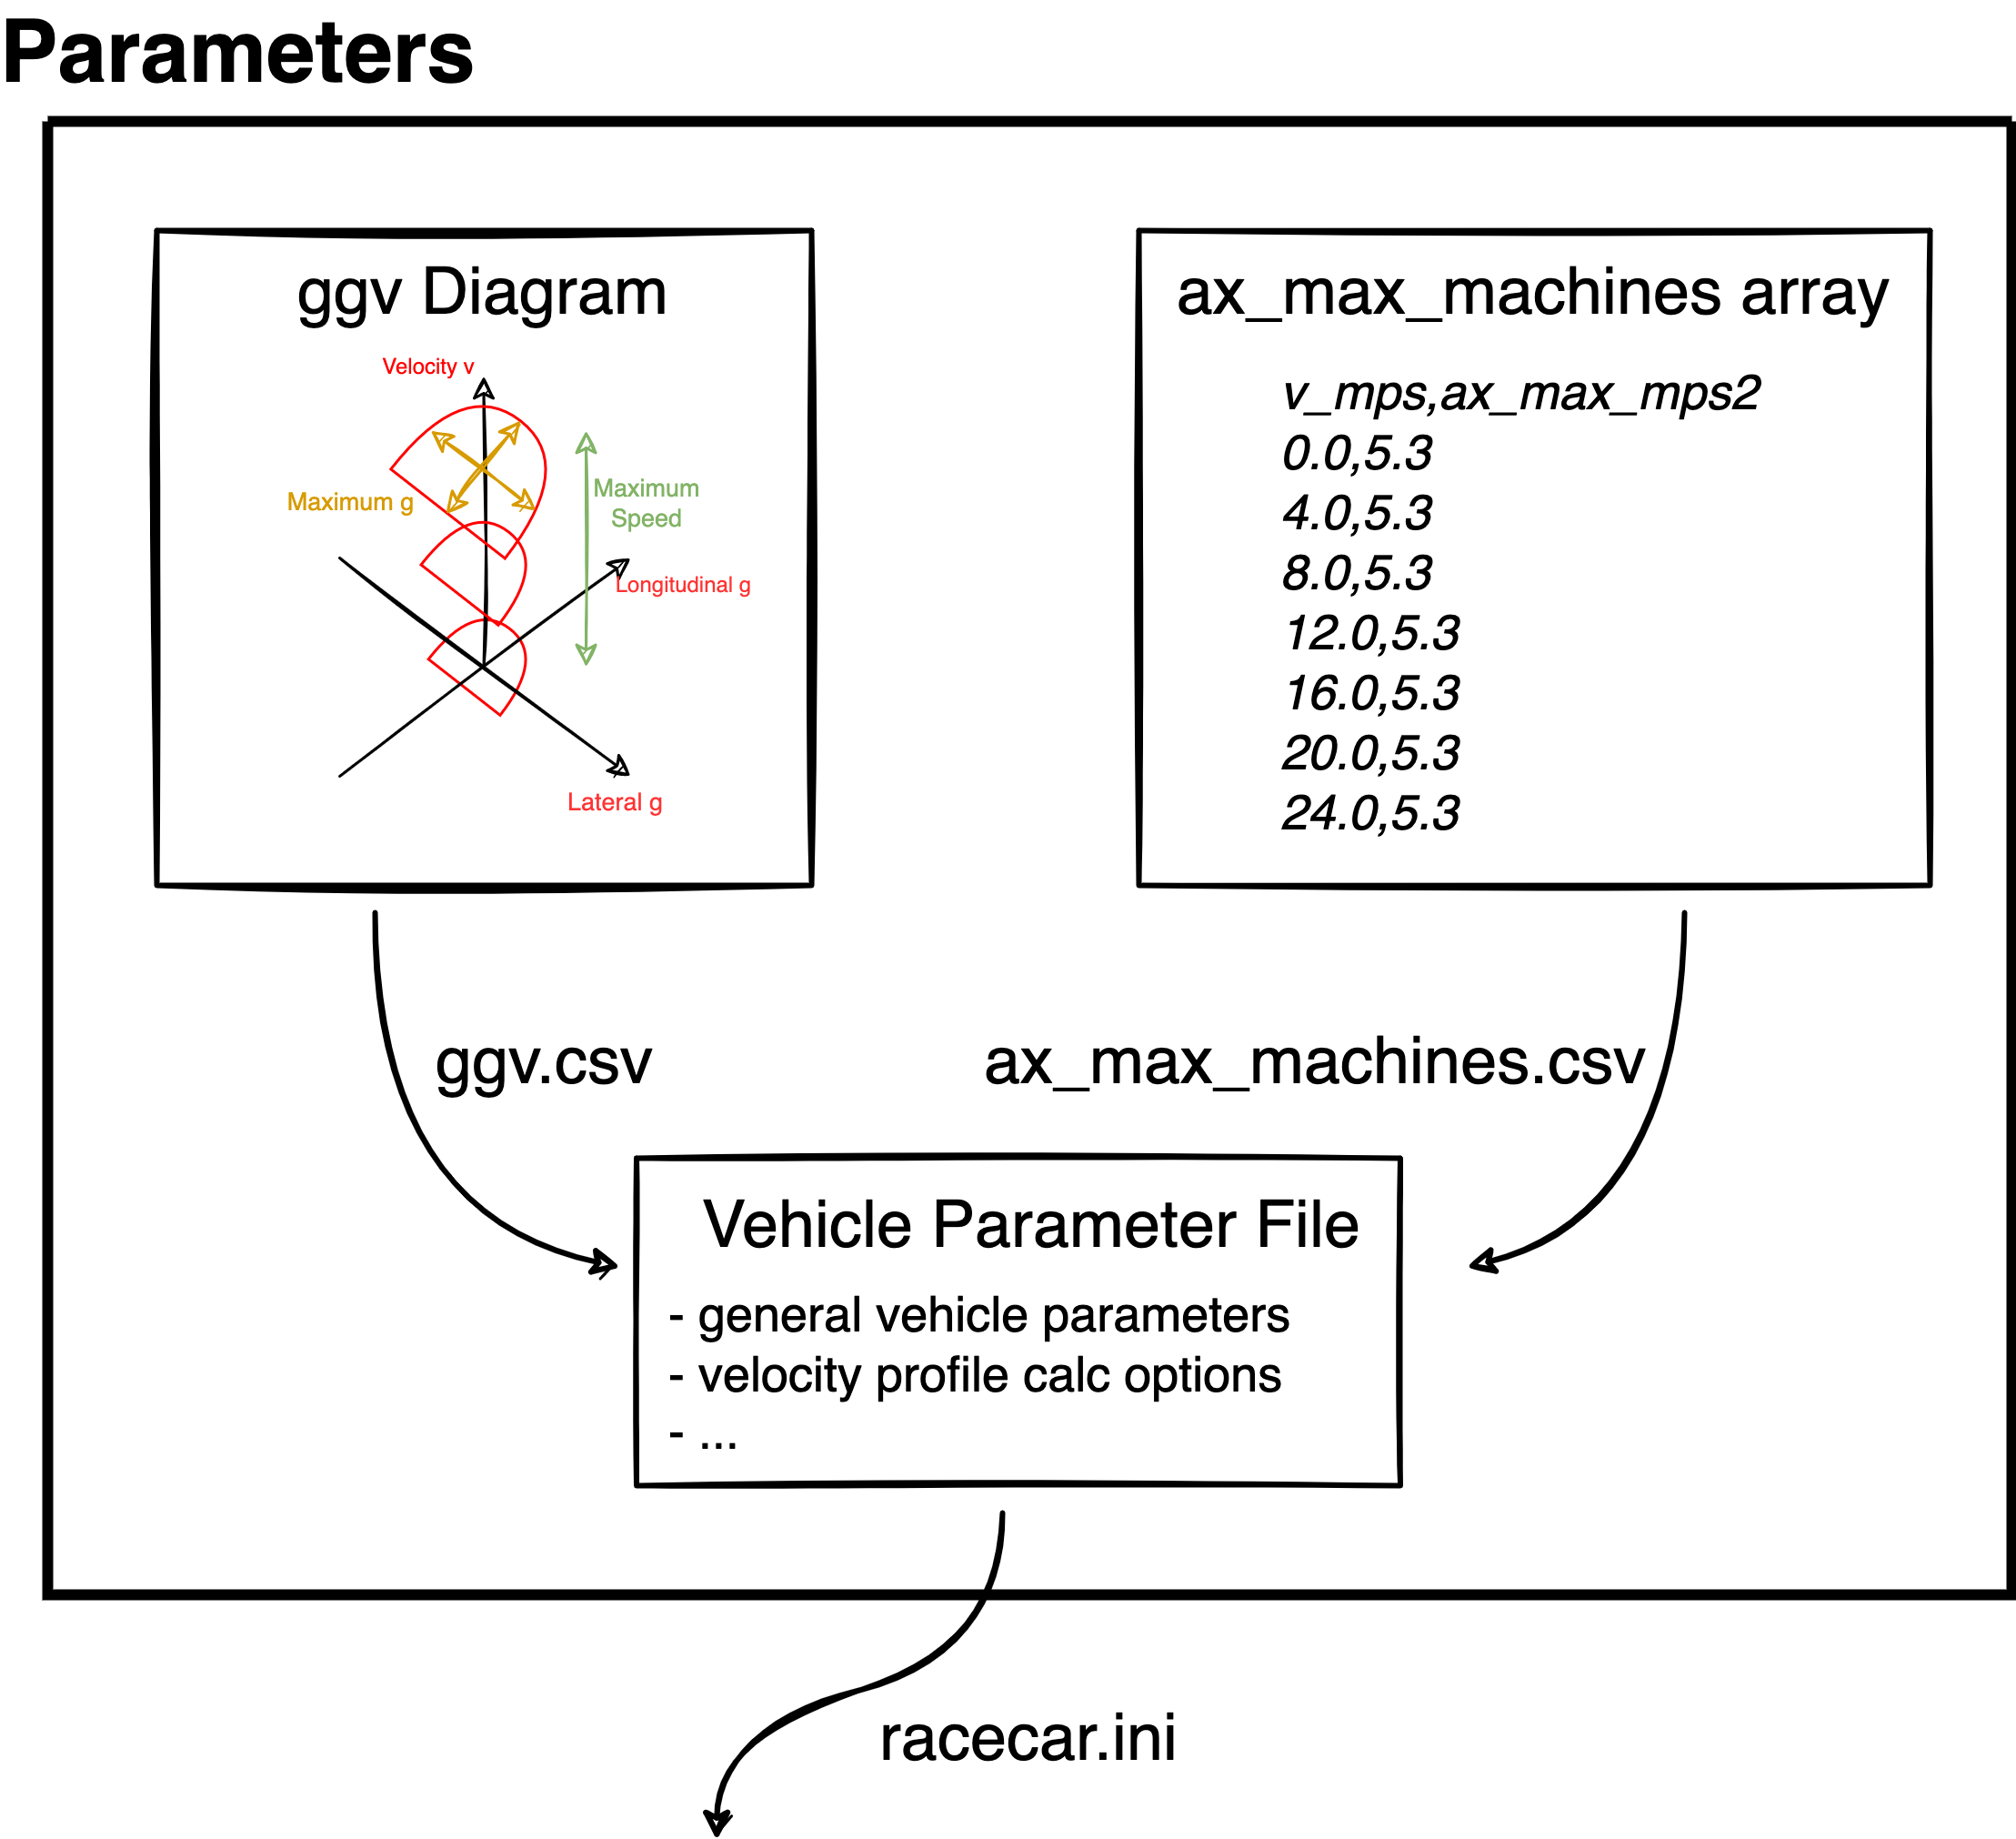 Parameters
ggv Diagram
Velocity v
Maximum g
Maximum
Speed
Longitudinal g
Lateral g
ax_max_machines array
v_mps,ax_max_mps2
0.0,5.3
4.0,5.3
8.0,5.3
12.0,5.3
16.0,5.3
20.0,5.3
24.0,5.3
ggv.csv
ax_max_machines.csv
Vehicle Parameter File
- general vehicle parameters
- velocity profile calc options
- ...
racecar.ini